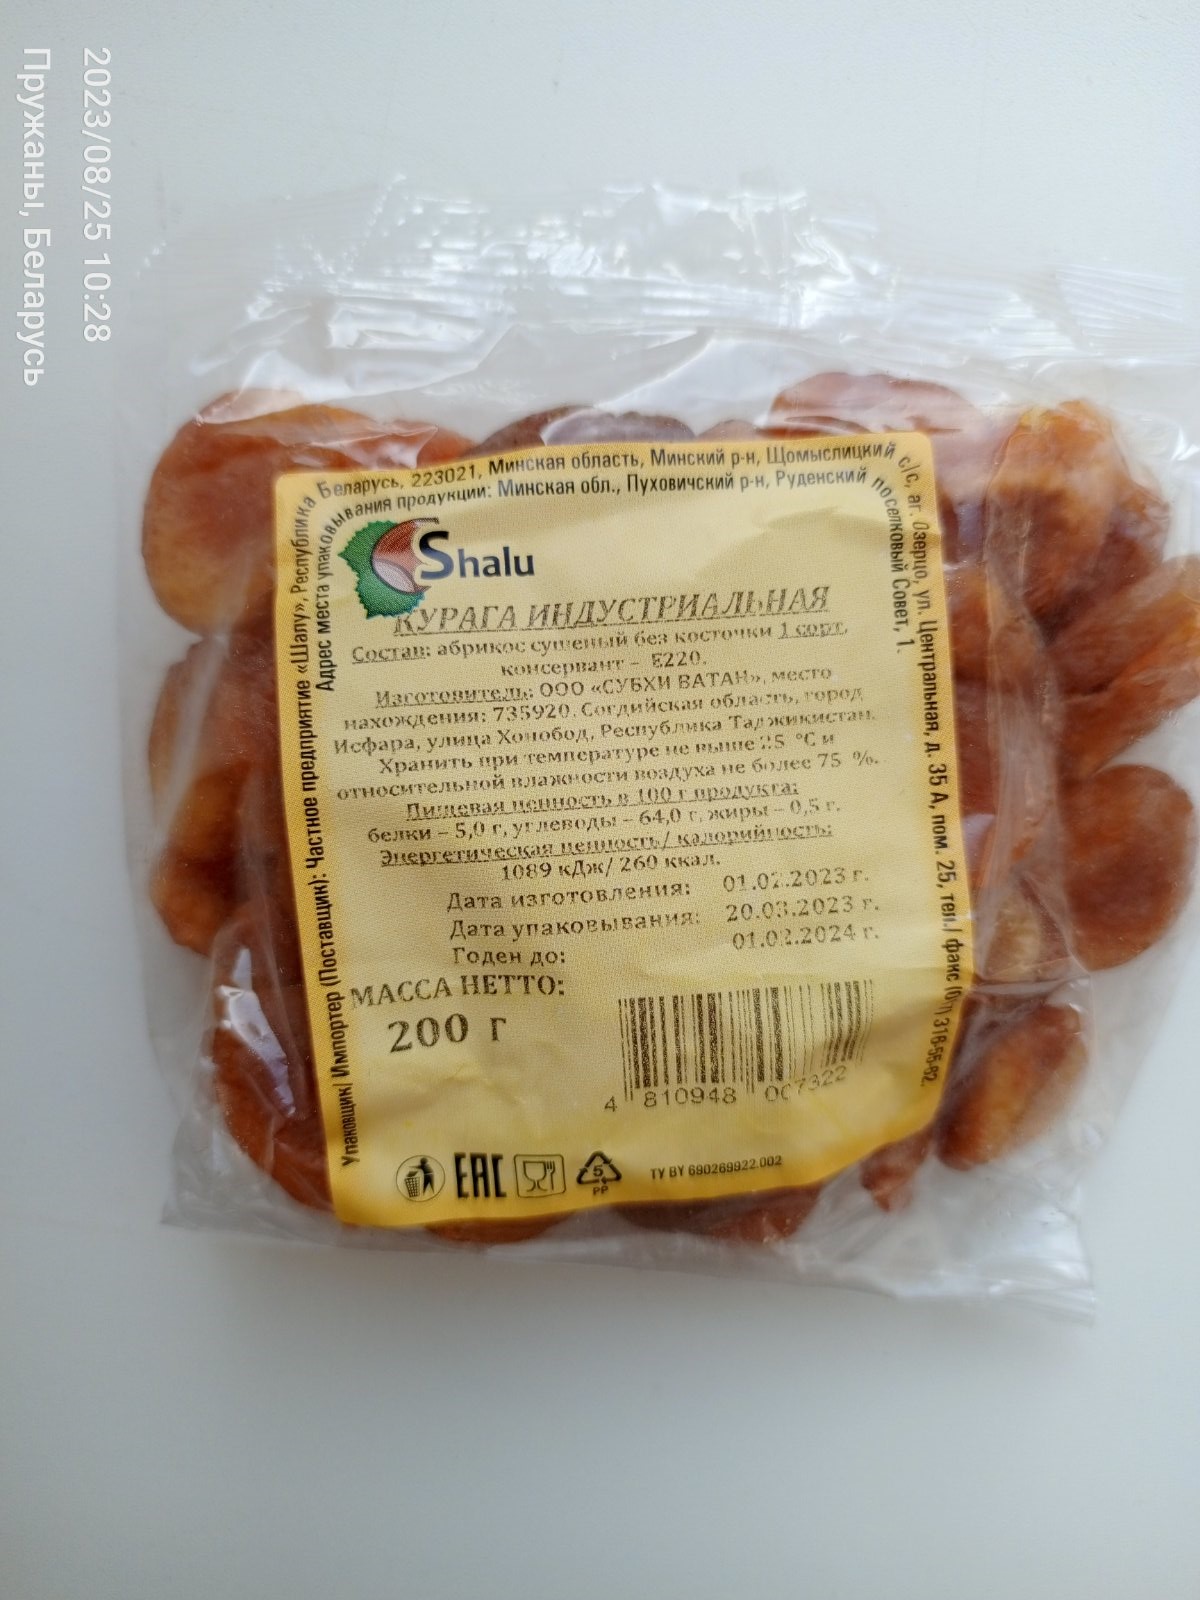 2023/08/25 10:28
Пружаны, Беларусь
Упаковщик/ Импортер (Поставщик): Частное предприятие «Шалу», Республика Беларусь, 223021, Минская область, Минский р-н, Щомыслицкий с/с, аг. Озерцо, ул. Центральная, д. 35 А, пом. 25, тел./ факс (017) 316-55-82.
Адрес места упаковывания продукции: Минская обл., Пуховичский р-н, Руденский поселковый Совет, 1.
Shalu
КУРАГА ИНДУСТРИАЛЬНАЯ
Состав: абрикос сушеный без косточки 1 сорт,
консервант – Е220.
Изготовитель: ООО «СУБХИ ВАТАН», место
нахождения: 735920, Согдийская область, город
Исфара, улица Хонобод, Республика Таджикистан.
Хранить при температуре не выше 25 °С и
относительной влажности воздуха не более 75 %.
Пищевая ценность в 100 г продукта:
белки – 5,0 г, углеводы – 64,0 г, жиры – 0,5 г.
Энергетическая ценность/ калорийность:
1089 кДж/ 260 ккал.
Дата изготовления: 01.02.2023 г.
Дата упаковывания: 20.03.2023 г.
Годен до: 01.02.2024 г.
МАССА НЕТТО:
200 г
4 810948 007322
EAC
5
PP
ТУ BY 690269922.002